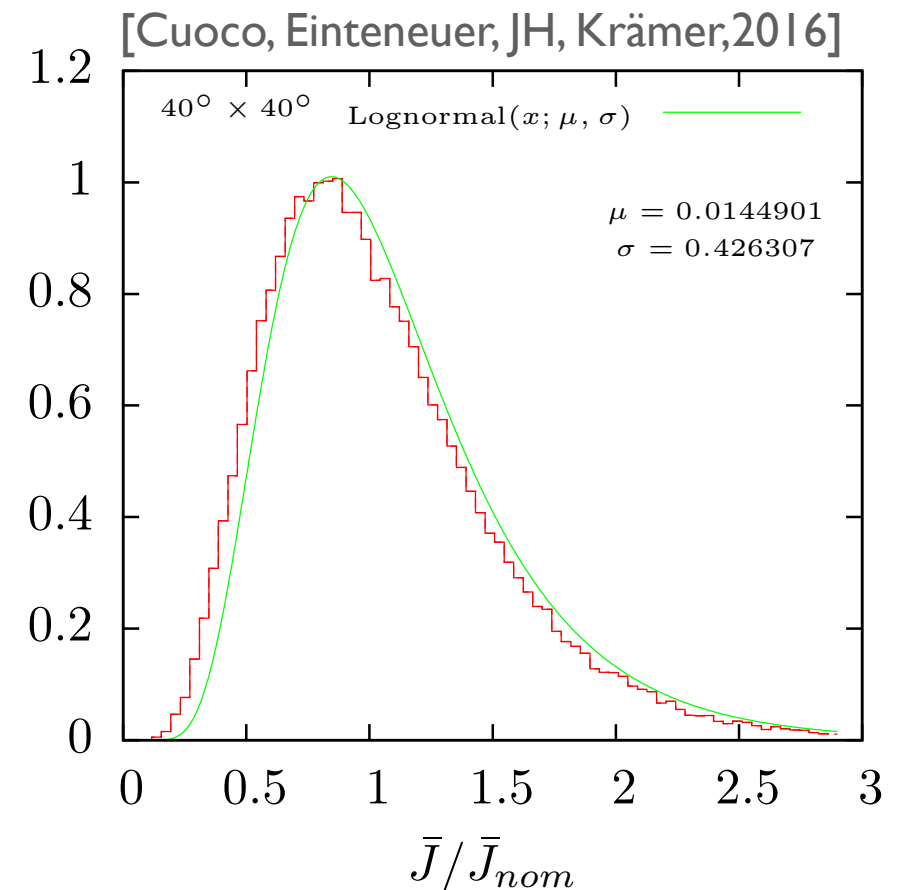 [Cuoco, Einteneuer, JH, Krämer,2016]
1.2
40° × 40°
Lognormal(x; μ, σ)
1
μ = 0.0144901
σ = 0.426307
0.8
0.6
0.4
0.2
0
0 0.5 1 1.5 2 2.5 3
J̄/J̄nom